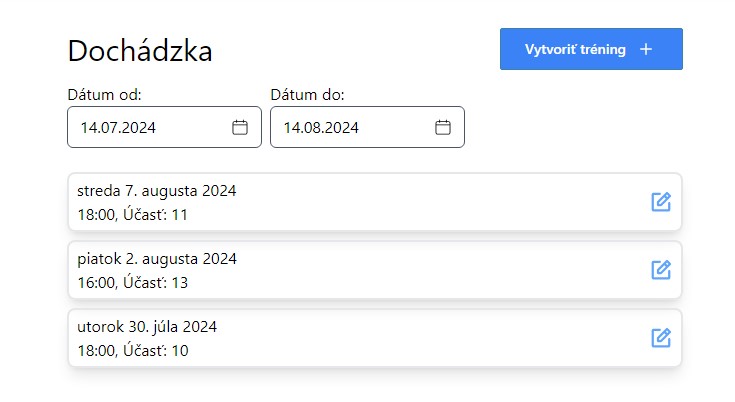 Dochádzka
Vytvoriť tréning
Dátum od:
Dátum do:
14.07.2024
14.08.2024
streda 7. augusta 2024
18:00, Účasť: 11
piatok 2. augusta 2024
16:00, Účasť: 13
utorok 30. júla 2024
18:00, Účasť: 10